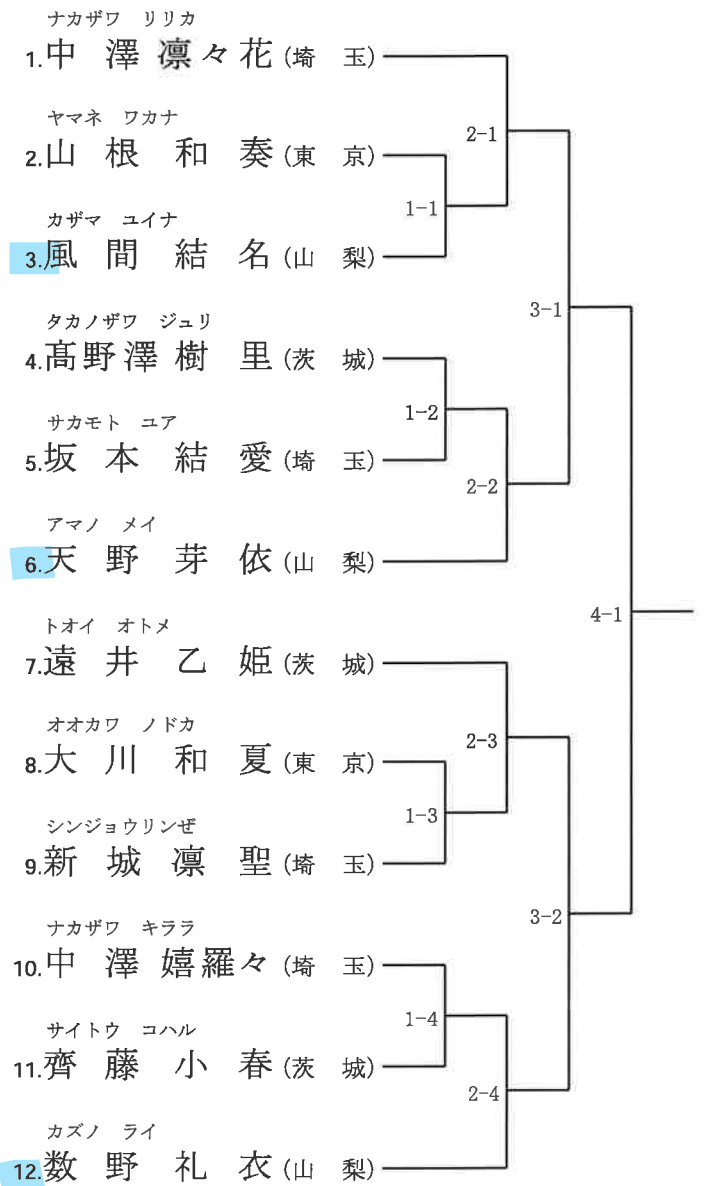 ナカザワ リリカ
1.中澤凛々花(埼玉)
2-1
ヤマネ ワカナ
2.山根和奏(東京)
1-1
カザマ ユイナ
3.風間結名(山梨)
3-1
タカノザワ ジュリ
4.髙野澤樹里(茨城)
1-2
サカモト ユア
5.坂本結愛(埼玉)
2-2
アマノ メイ
6.天野芽依(山梨)
4-1
トオイ オトメ
7.遠井乙姫(茨城)
2-3
オオカワ ノドカ
8.大川和夏(東京)
1-3
シンジョウリンゼ
9.新城凛聖(埼玉)
3-2
ナカザワ キララ
10.中澤嬉羅々(埼玉)
1-4
サイトウ コハル
11.齊藤小春(茨城)
2-4
カズノ ライ
12.数野礼衣(山梨)